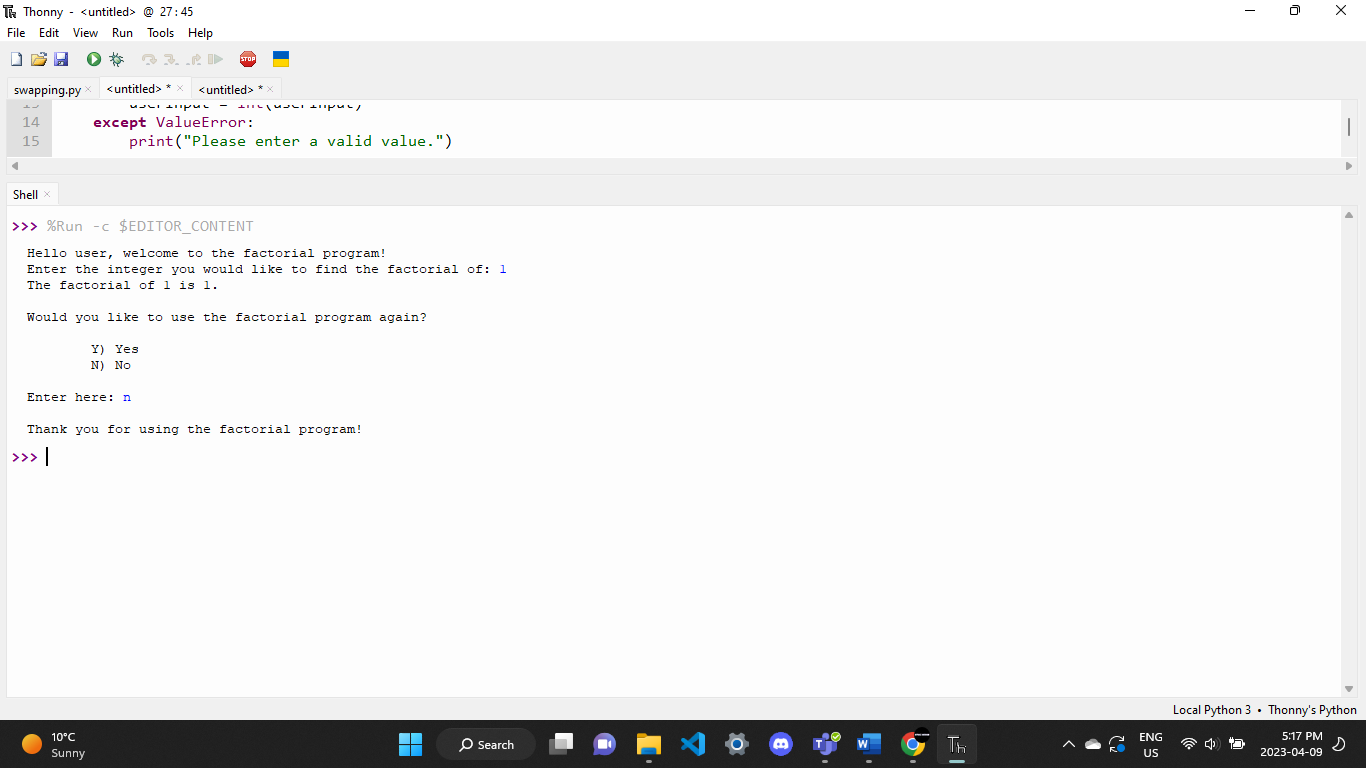 Thonny - <untitled> @ 27:45
File Edit View Run Tools Help
STOP
swapping.py <untitled> * <untitled> *
13 userInput = int(userInput)
14 except ValueError:
15 print("Please enter a valid value.")
Shell
>>> %Run -c $EDITOR_CONTENT
Hello user, welcome to the factorial program!
Enter the integer you would like to find the factorial of: 1
The factorial of 1 is 1.
Would you like to use the factorial program again?
Y) Yes
N) No
Enter here: n
Thank you for using the factorial program!
>>>
Local Python 3 • Thonny's Python
10°C
Sunny
Search
ENG
US
5:17 PM
2023-04-09